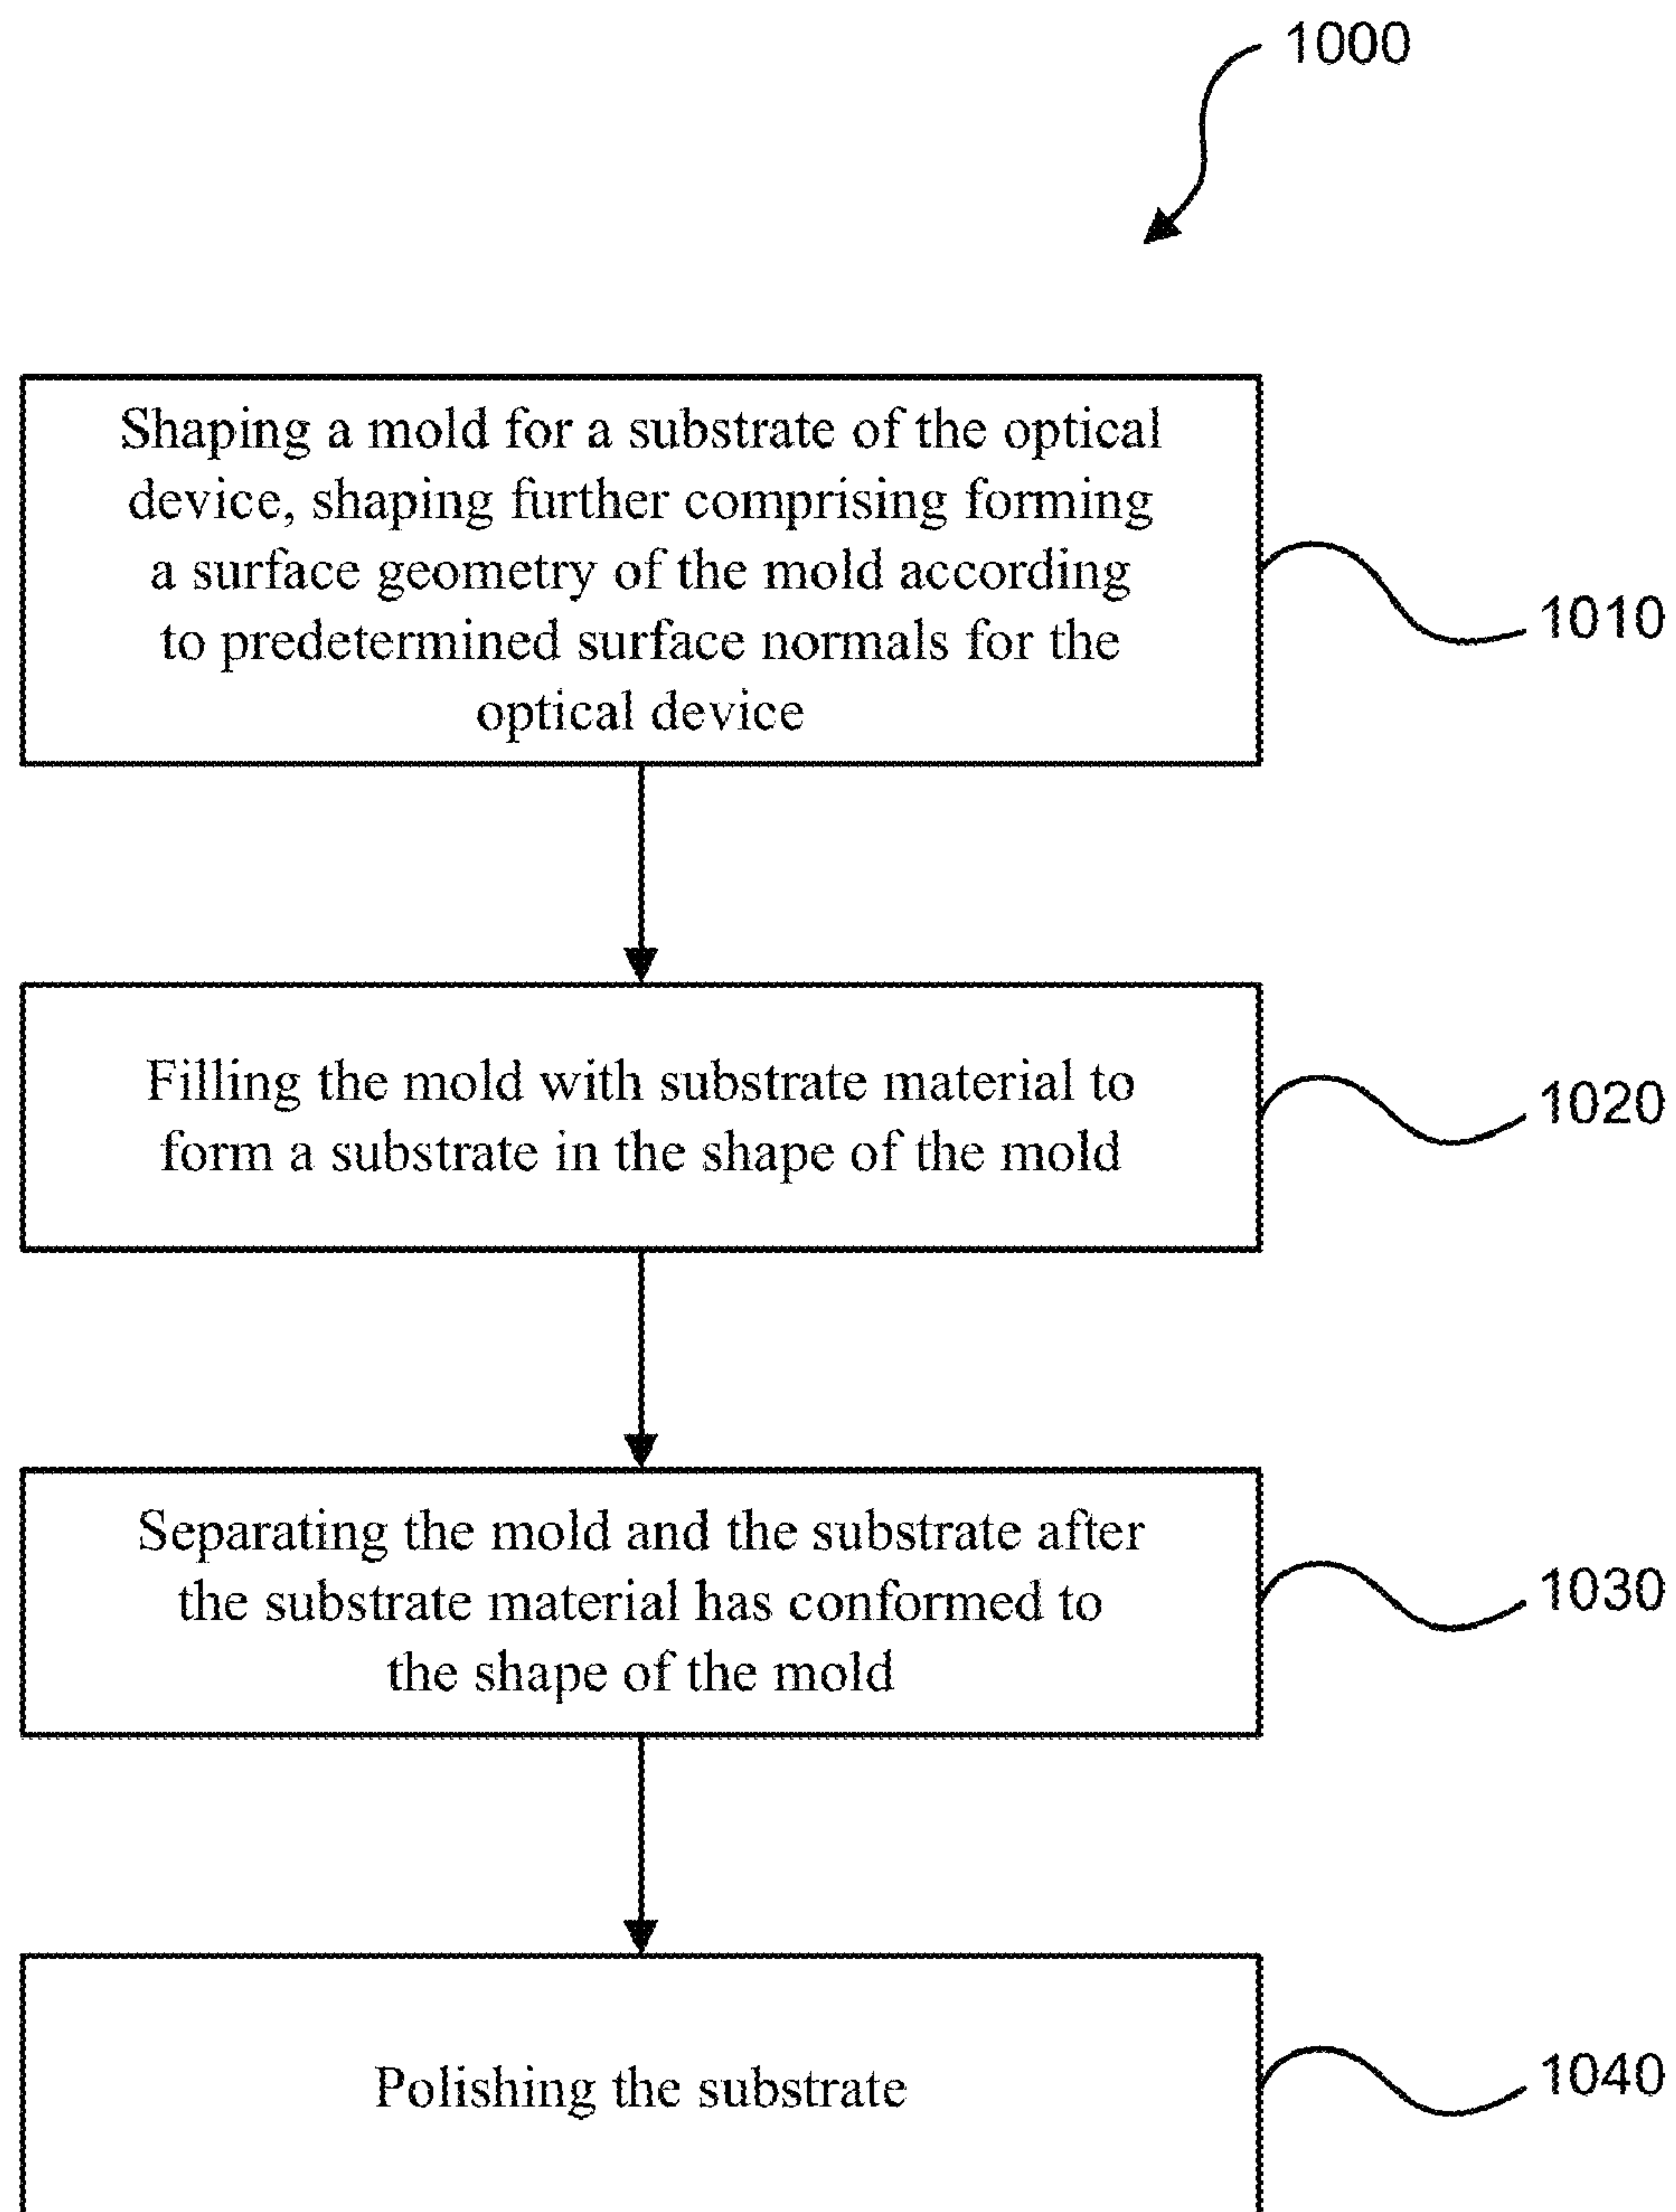 1000
Shaping a mold for a substrate of the optical
device, shaping further comprising forming
a surface geometry of the mold according
to predetermined surface normals for the
optical device
1010
Filling the mold with substrate material to
form a substrate in the shape of the mold
1020
Separating the mold and the substrate after
the substrate material has conformed to
the shape of the mold
1030
Polishing the substrate
1040